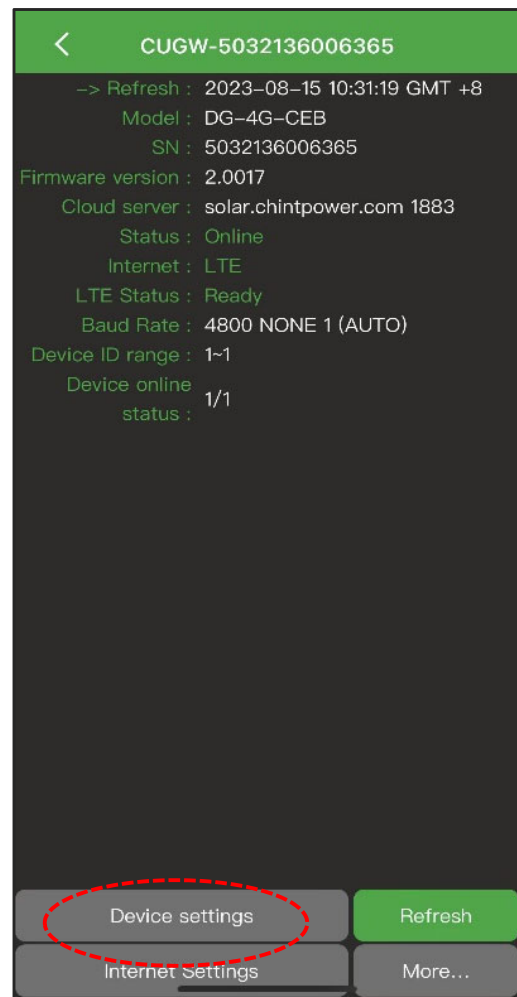 CUGW-5032136006365
-> Refresh : 2023-08-15 10:31:19 GMT +8
Model : DG-4G-CEB
SN : 5032136006365
Firmware version : 2.0017
Cloud server : solar.chintpower.com 1883
Status : Online
Internet : LTE
LTE Status : Ready
Baud Rate : 4800 NONE 1 (AUTO)
Device ID range : 1~1
Device online
status : 1/1
Device settings
Refresh
Internet Settings
More...